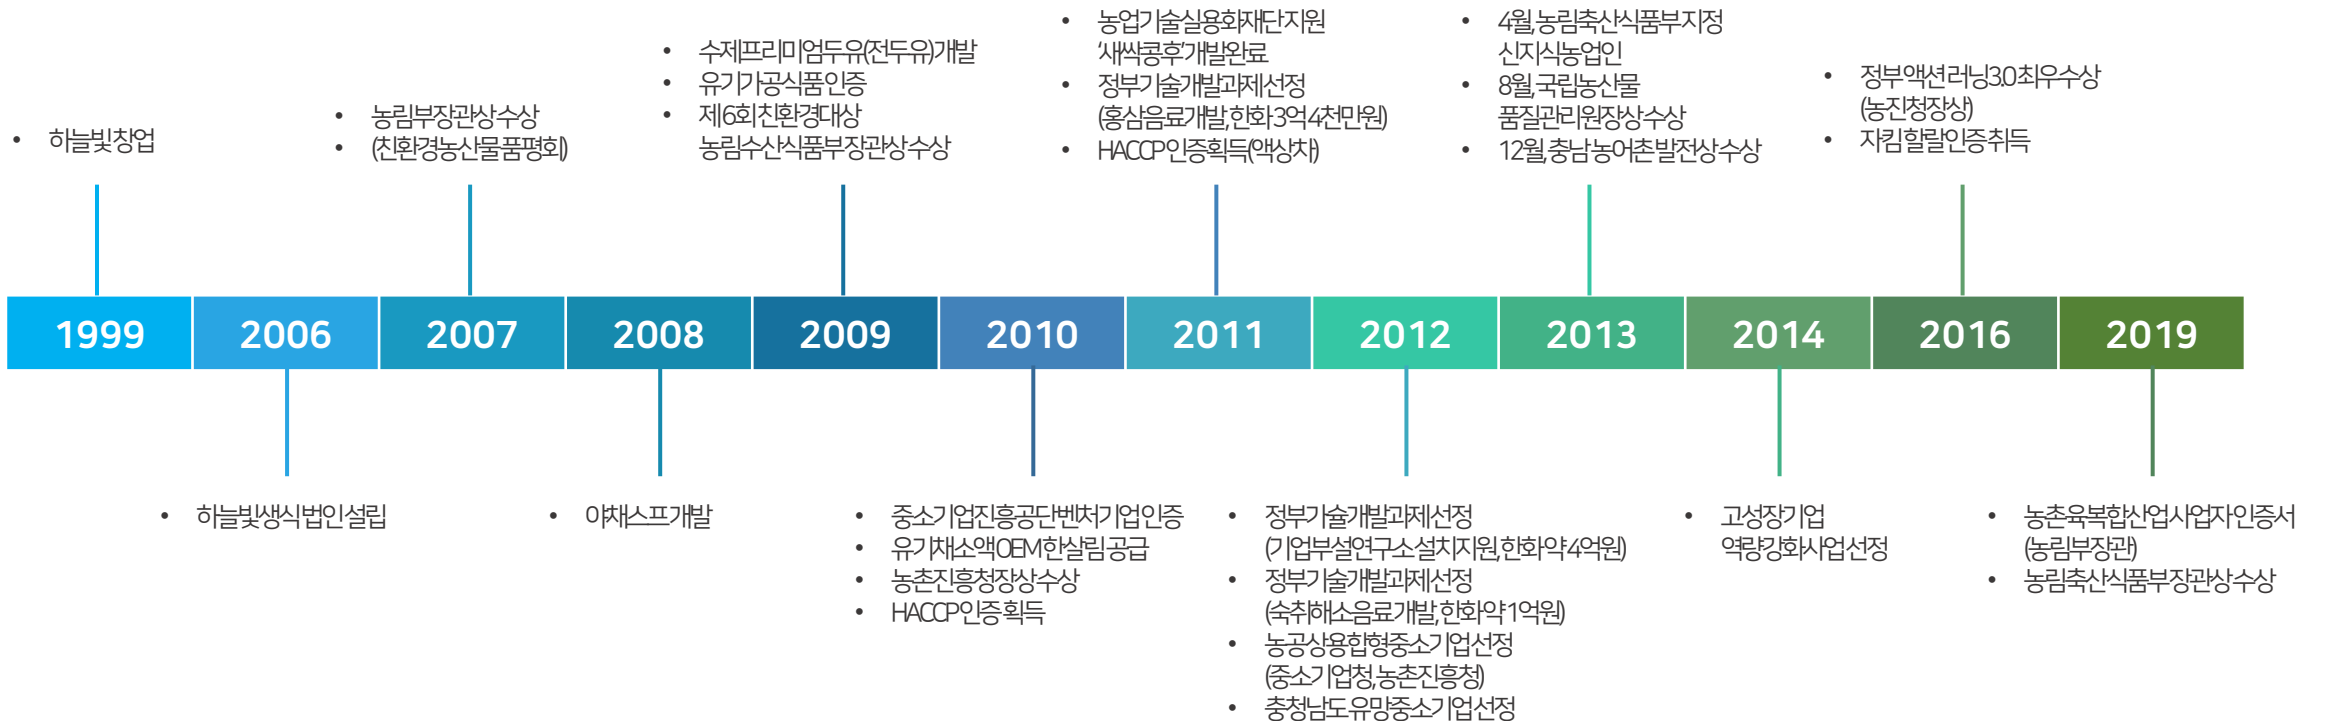 • 하늘빛창업
• 농림부장관상수상
• (친환경농산물품평회)
• 수제프리미엄두유(전두유)개발
• 유기가공식품인증
• 제6회친환경대상
농림수산식품부장관상수상
• 농업기술실용화재단지원
'새싹콩후'개발완료
• 정부기술개발과제선정
(홍삼음료개발,한화3억4천만원)
• HACCP인증획득(액상차)
• 4월,농림축산식품부지정
신지식농업인
• 8월,국립농산물
품질관리원장상수상
• 12월,충남농어촌발전상수상
• 정부액션러닝3.0최우수상
(농진청장상)
• 자킴할랄인증취득
1999 2006 2007 2008 2009 2010 2011 2012 2013 2014 2016 2019
• 하늘빛생식법인설립
• 야채스프개발
• 중소기업진흥공단벤처기업인증
• 유기채소액OEM한살림공급
• 농촌진흥청장상수상
• HACCP인증획득
• 정부기술개발과제선정
(기업부설연구소설치지원,한화약4억원)
• 정부기술개발과제선정
(숙취해소음료개발,한화약1억원)
• 농공상융합형중소기업선정
(중소기업청,농촌진흥청)
• 충청남도유망중소기업선정
• 고성장기업
역량강화사업선정
• 농촌융복합산업사업자인증서
(농림부장관)
• 농림축산식품부장관상수상